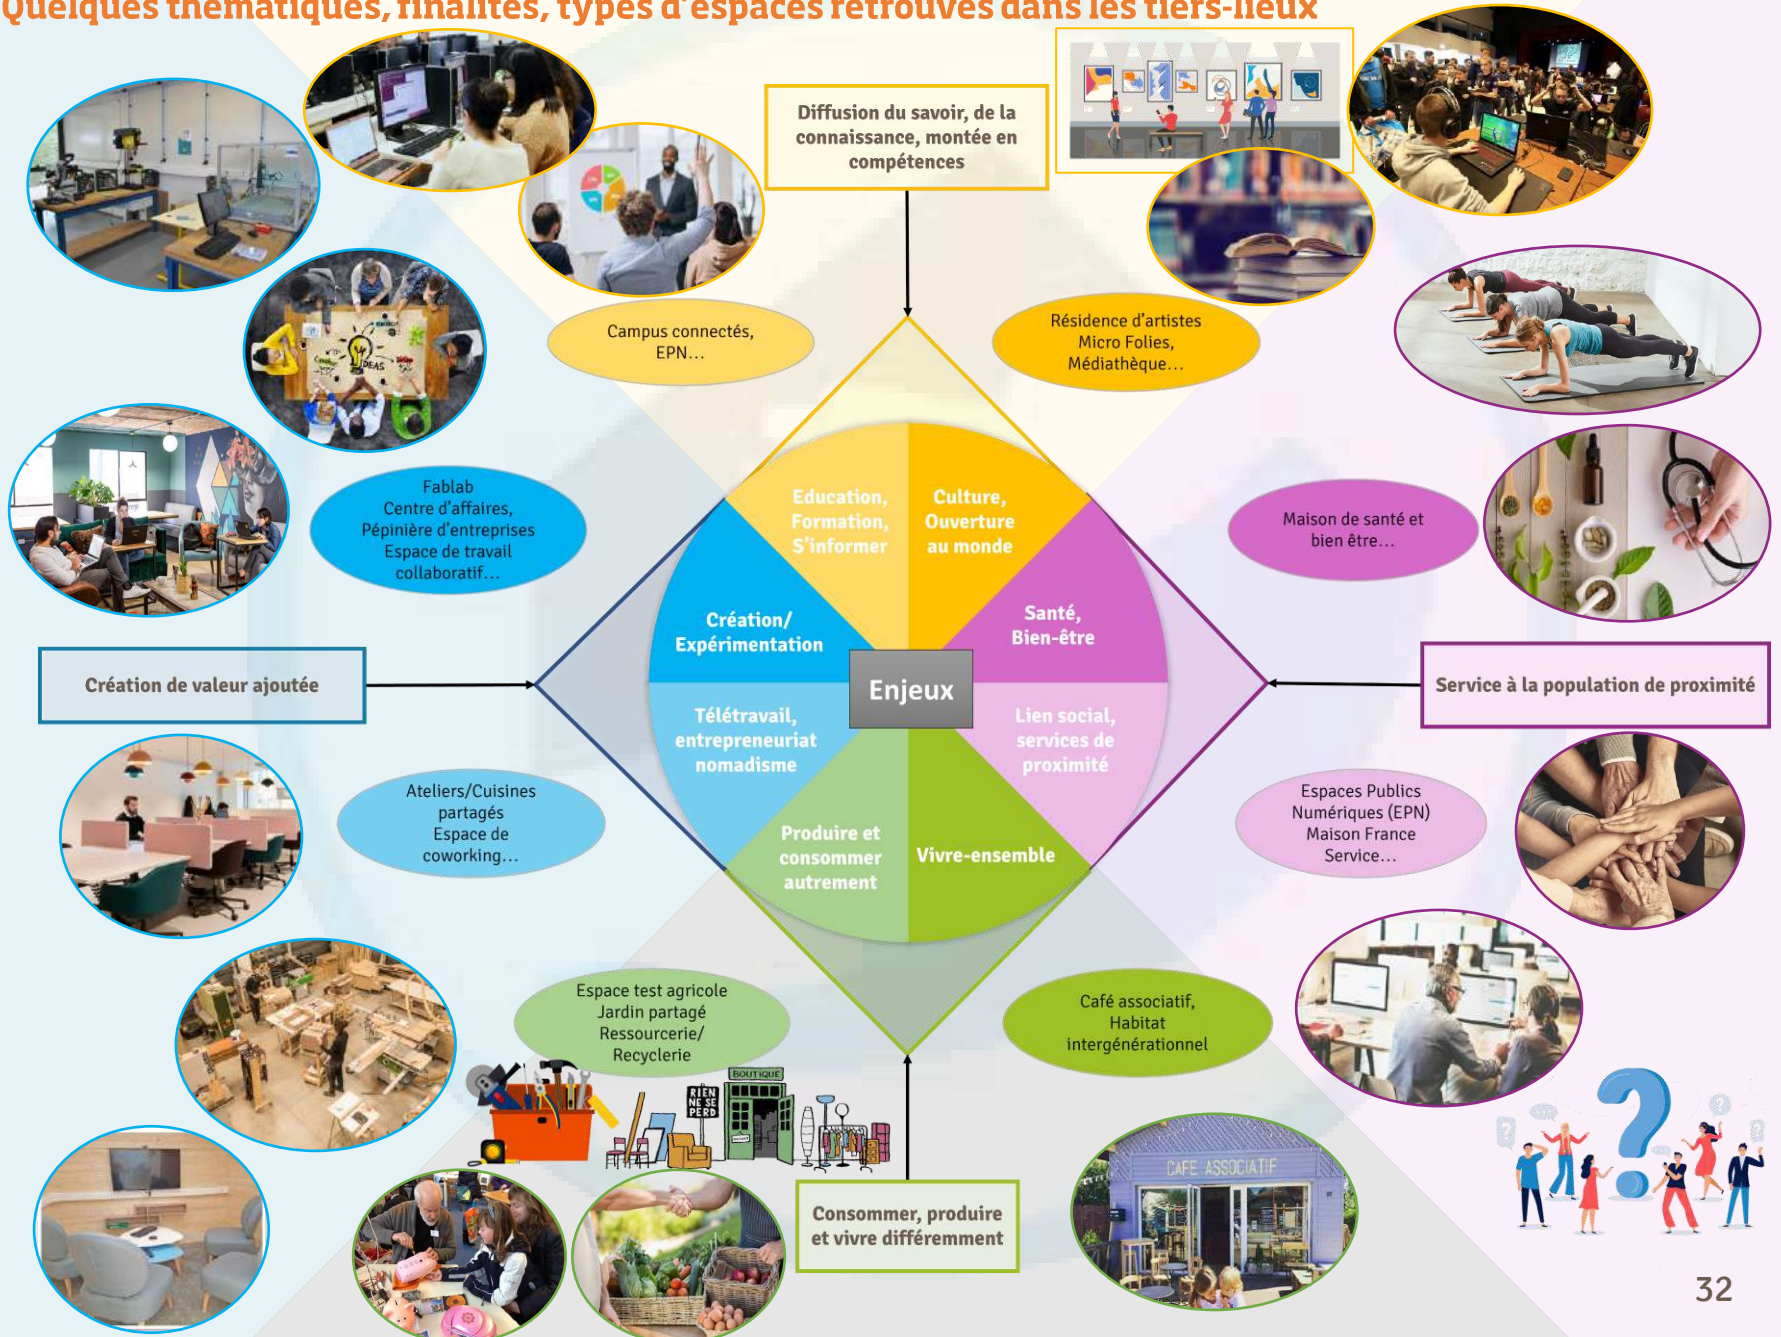 Quelques thématiques, finalités, types d'espaces retrouvés dans les tiers-lieux
Diffusion du savoir, de la
connaissance, montée en
compétences
Campus connectés,
EPN...
Résidence d'artistes
Micro Folies,
Médiathèque...
IDEAS
Fablab
Centre d'affaires,
Pépinière d'entreprises
Espace de travail
collaboratif...
Education,
Formation,
S'informer
Culture,
Ouverture
au monde
Maison de santé et
bien être...
Création/
Expérimentation
Santé,
Bien-être
Création de valeur ajoutée
Enjeux
Service à la population de proximité
Télétravail,
entrepreneuriat
nomadisme
Lien social,
services de
proximité
Ateliers/Cuisines
partagés
Espace de
coworking...
Produire et
consommer
autrement
Vivre-ensemble
Espaces Publics
Numériques (EPN)
Maison France
Service...
Espace test agricole
Jardin partagé
Ressourcerie/
Recyclerie
Café associatif,
Habitat
intergénérationnel
BOUTIQUE
RIEN
NE SE
PERD
CAFE ASSOCIATIF
Consommer, produire
et vivre différemment
32